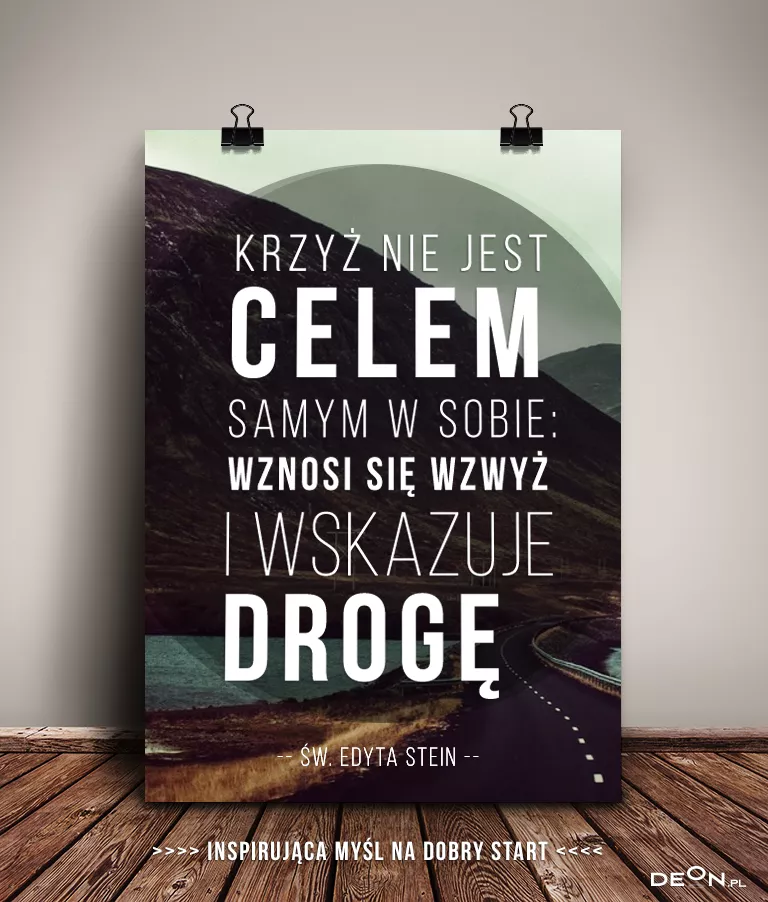 KRZYŻ NIE JEST
CELEM
SAMYM W SOBIE:
WZNOSI SIĘ WZWYŻ
I WSKAZUJE
DROGĘ
-- ŚW. EDYTA STEIN --
>>>> INSPIRUJĄCA MYŚL NA DOBRY START <<<<
DEON.PL